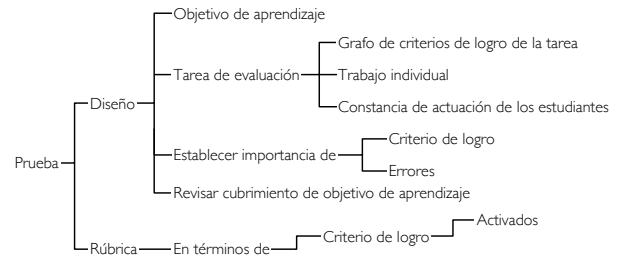 Objetivo de aprendizaje
Grafo de criterios de logro de la tarea
Tarea de evaluación
Trabajo individual
Diseño
Constancia de actuación de los estudiantes
Criterio de logro
Establecer importancia de
Prueba
Errores
Revisar cubrimiento de objetivo de aprendizaje
Activados
Criterio de logro
Rúbrica
En términos de